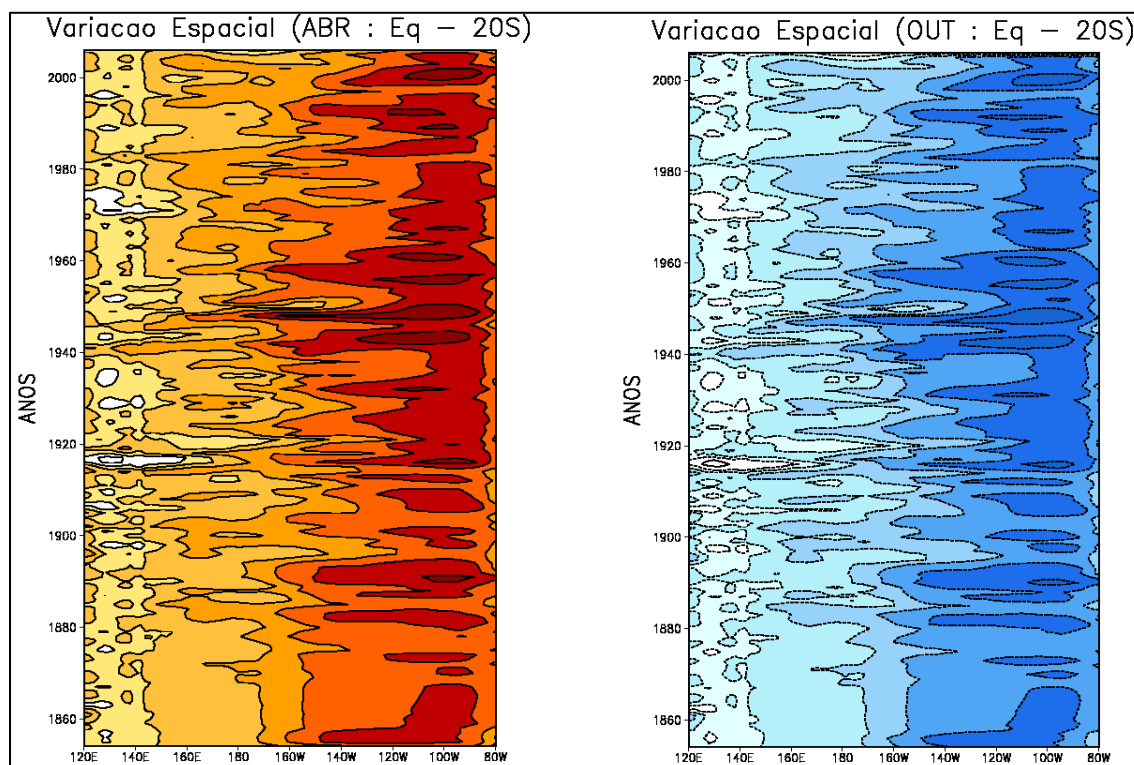 Variacao Espacial (ABR : Eq – 20S)
ANOS
2000
1980
1960
1940
1920
1900
1880
1860
120E 140E 160E 180 160W 140W 120W 100W 80W
Variacao Espacial (OUT : Eq – 20S)
ANOS
2000
1980
1960
1940
1920
1900
1880
1860
120E 140E 160E 180 160W 140W 120W 100W 80W